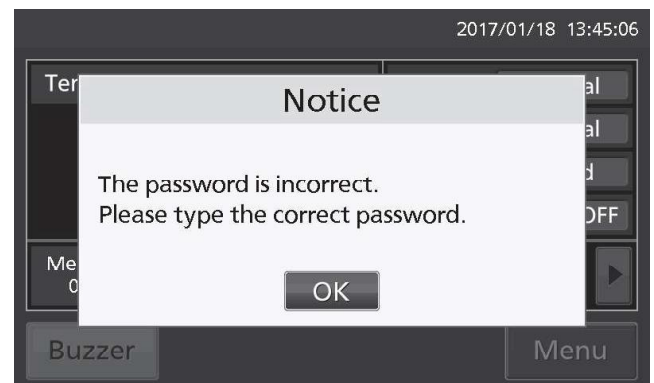 2017/01/18 13:45:06
Notice
The password is incorrect.
Please type the correct password.
OK
Buzzer
Menu